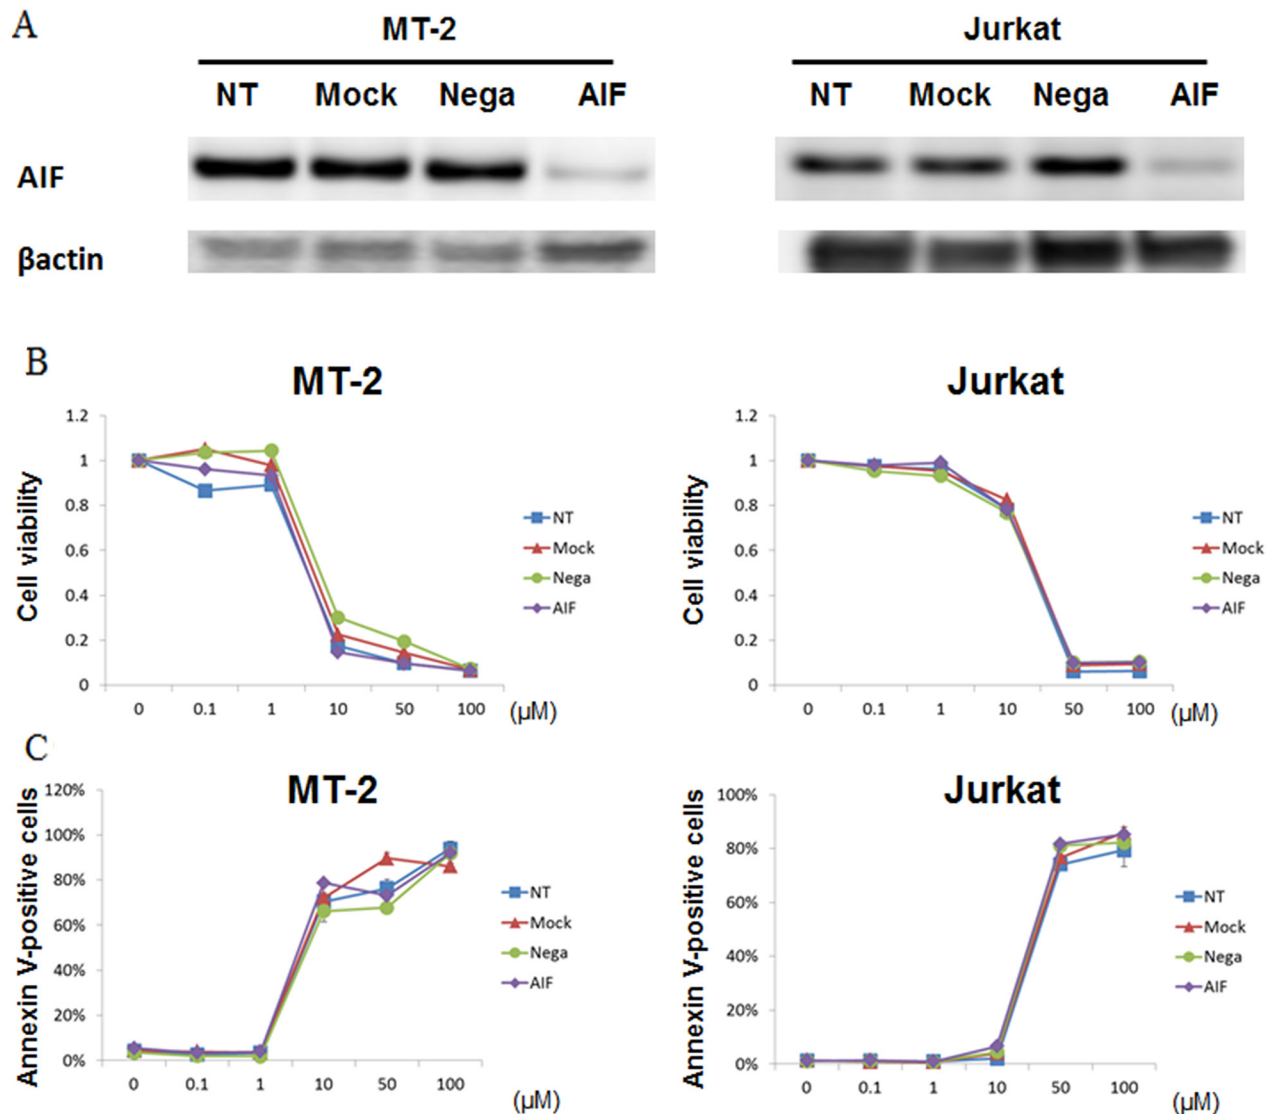 A
MT-2
Jurkat
NT Mock Nega AIF
NT Mock Nega AIF
AIF
βactin
B
MT-2
Cell viability
1.2
1
0.8
0.6
0.4
0.2
0
0 0.1 1 10 50 100 (μM)
NT
Mock
Nega
AIF
Jurkat
Cell viability
1.2
1
0.8
0.6
0.4
0.2
0
0 0.1 1 10 50 100 (μM)
NT
Mock
Nega
AIF
C
MT-2
Annexin V-positive cells
120%
100%
80%
60%
40%
20%
0%
0 0.1 1 10 50 100
(μM)
NT
Mock
Nega
AIF
Jurkat
Annexin V-positive cells
100%
80%
60%
40%
20%
0%
0 0.1 1 10 50 100
(μM)
NT
Mock
Nega
AIF